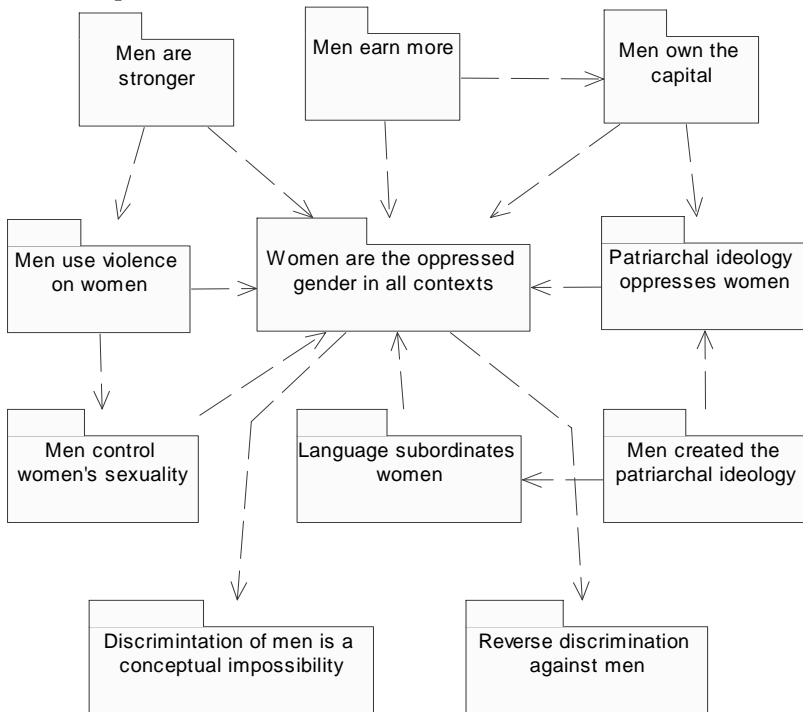 Men are
stronger
Men earn more
Men own the
capital
Men use violence
on women
Women are the oppressed
gender in all contexts
Patriarchal ideology
oppresses women
Men control
women's sexuality
Language subordinates
women
Men created the
patriarchal ideology
Discrimintation of men is a
conceptual impossibility
Reverse discrimination
against men